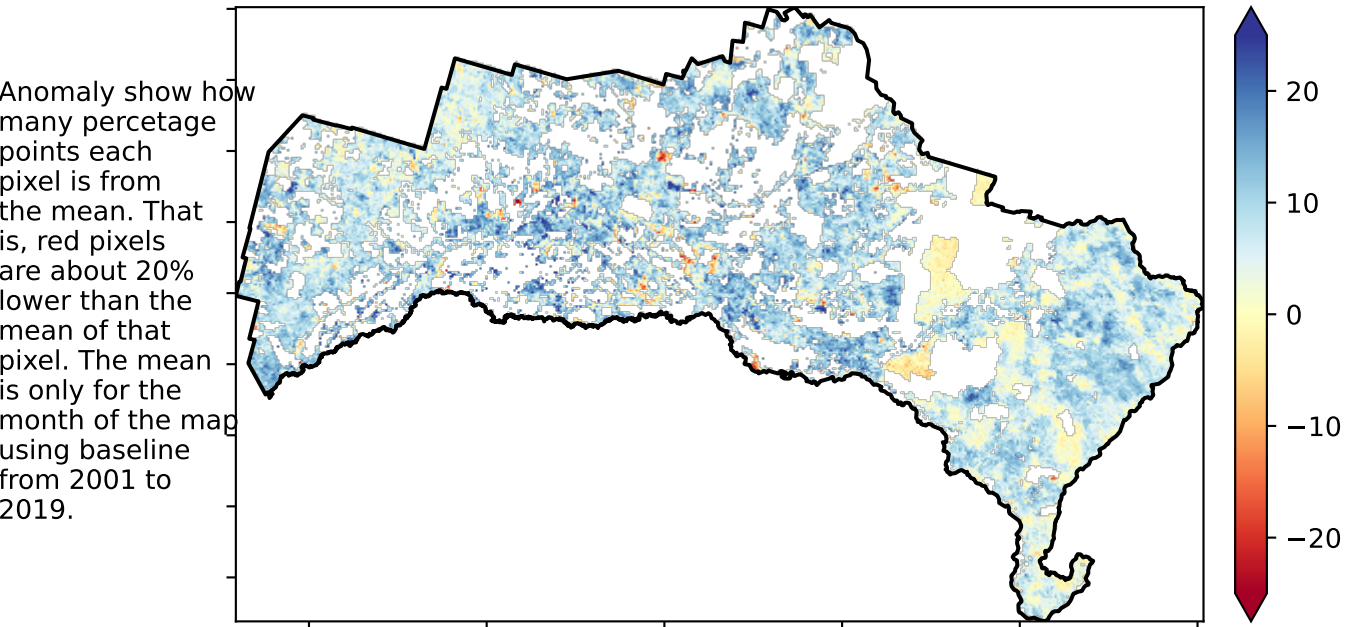 Anomaly show how
many percetage
points each
pixel is from
the mean. That
is, red pixels
are about 20%
lower than the
mean of that
pixel. The mean
is only for the
month of the map
using baseline
from 2001 to
2019.
20
10
0
−10
−20